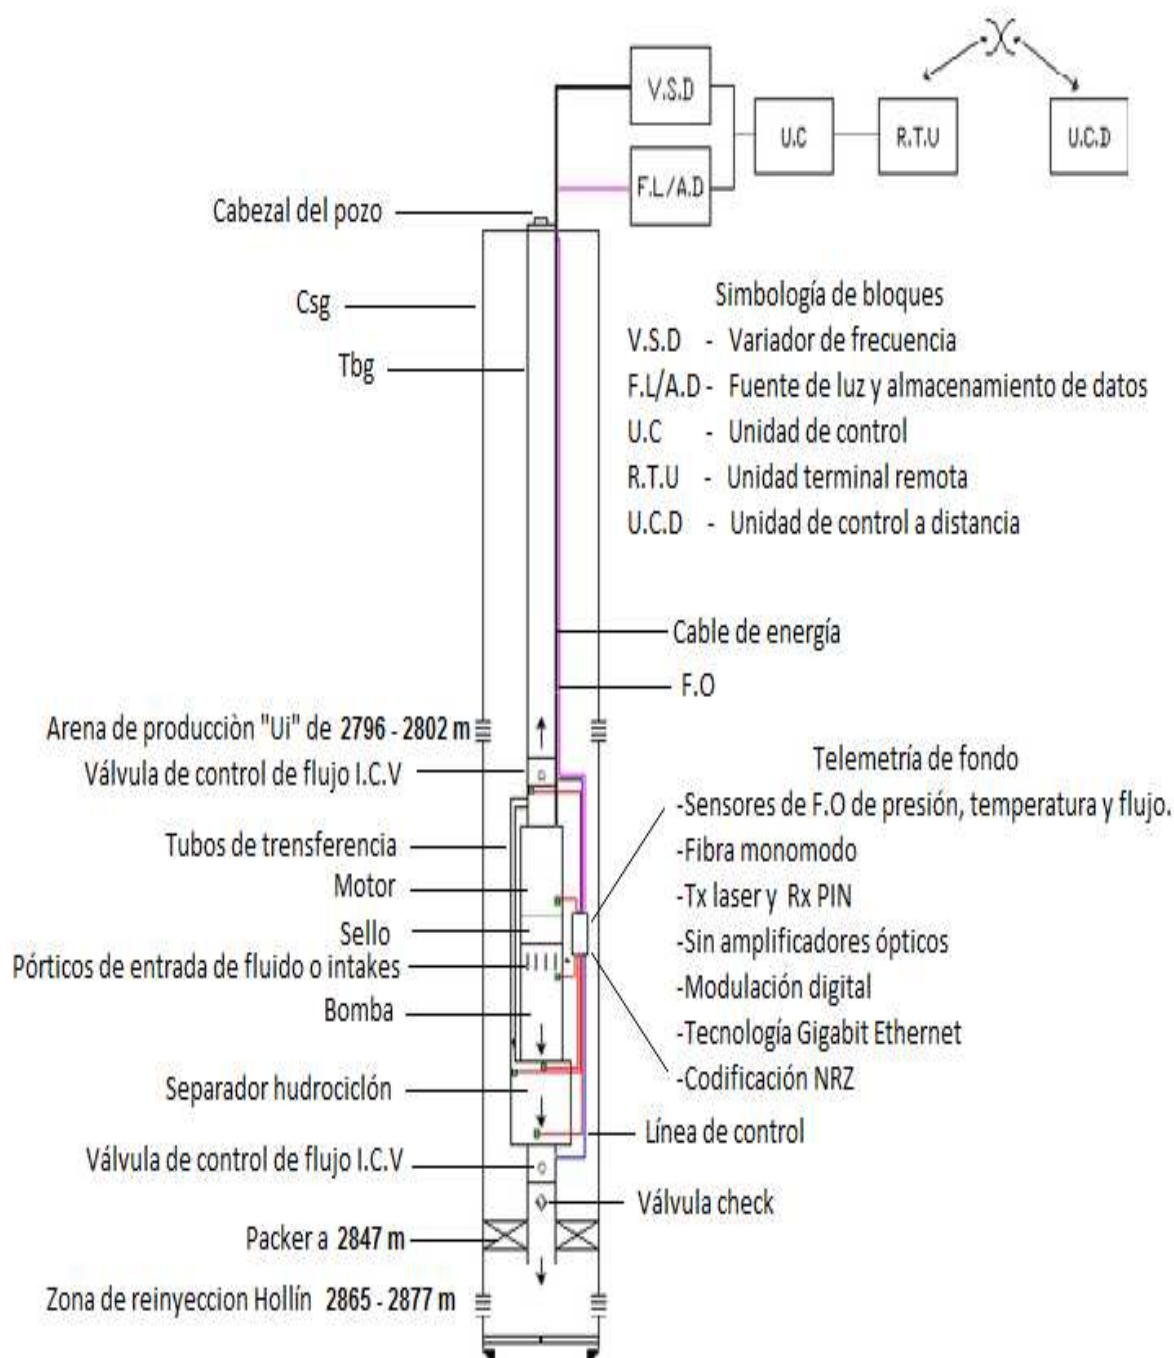 V.S.D
F.L/A.D
U.C
R.T.U
U.C.D
Cabezal del pozo
Csg
Tbg
Simbología de bloques
V.S.D - Variador de frecuencia
F.L/A.D - Fuente de luz y almacenamiento de datos
U.C - Unidad de control
R.T.U - Unidad terminal remota
U.C.D - Unidad de control a distancia
Cable de energía
F.O
Arena de producciòn "Ui" de 2796 - 2802 m
Válvula de control de flujo I.C.V
Tubos de trensferencia
Motor
Sello
Pórticos de entrada de fluido o intakes
Bomba
Separador hudrociclón
Válvula de control de flujo I.C.V
Packer a 2847 m
Zona de reinyeccion Hollín 2865 - 2877 m
Telemetría de fondo
-Sensores de F.O de presión, temperatura y flujo.
-Fibra monomodo
-Tx laser y Rx PIN
-Sin amplificadores ópticos
-Modulación digital
-Tecnología Gigabit Ethernet
-Codificación NRZ
Línea de control
Válvula check